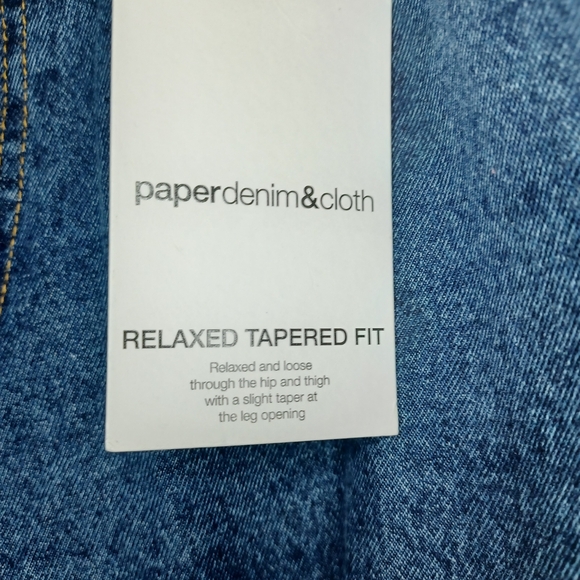 paperdenim&cloth
RELAXED TAPERED FIT
Relaxed and loose
through the hip and thigh
with a slight taper at
the leg opening